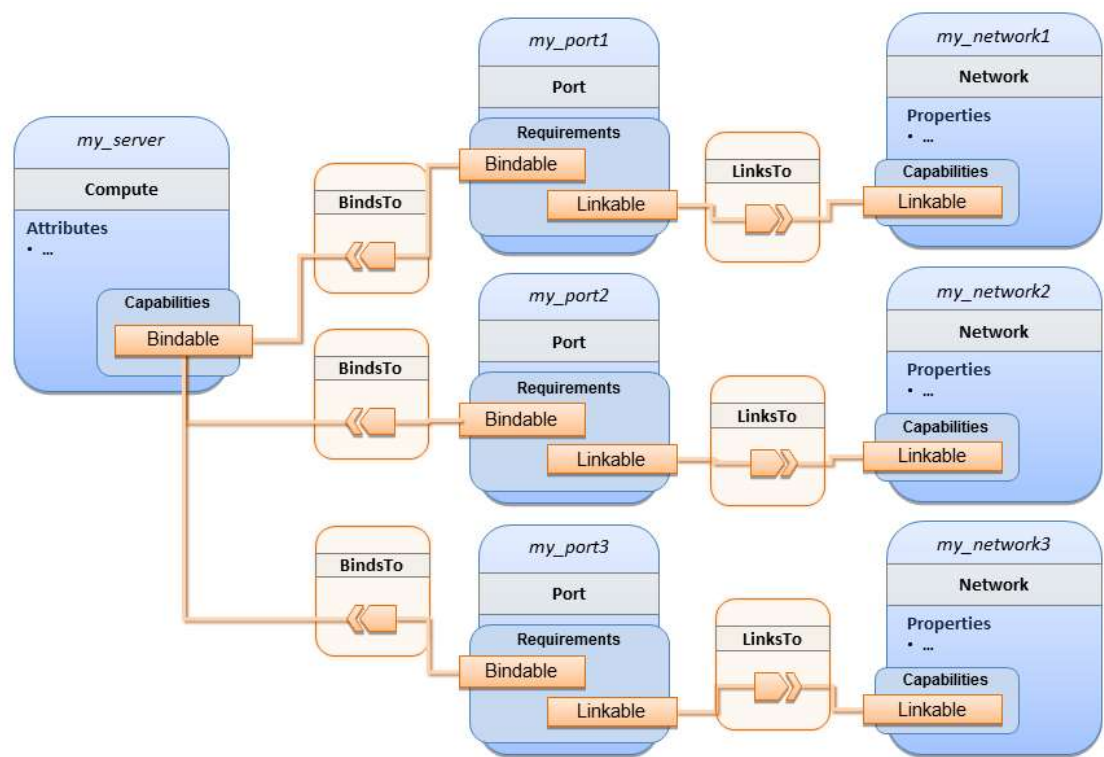 my_server
Compute
Attributes
• ...
Capabilities
Bindable
BindsTo
my_port1
Port
Requirements
Bindable
Linkable
LinksTo
my_network1
Network
Properties
• ...
Capabilities
Linkable
BindsTo
my_port2
Port
Requirements
Bindable
Linkable
LinksTo
my_network2
Network
Properties
• ...
Capabilities
Linkable
BindsTo
my_port3
Port
Requirements
Bindable
Linkable
LinksTo
my_network3
Network
Properties
• ...
Capabilities
Linkable